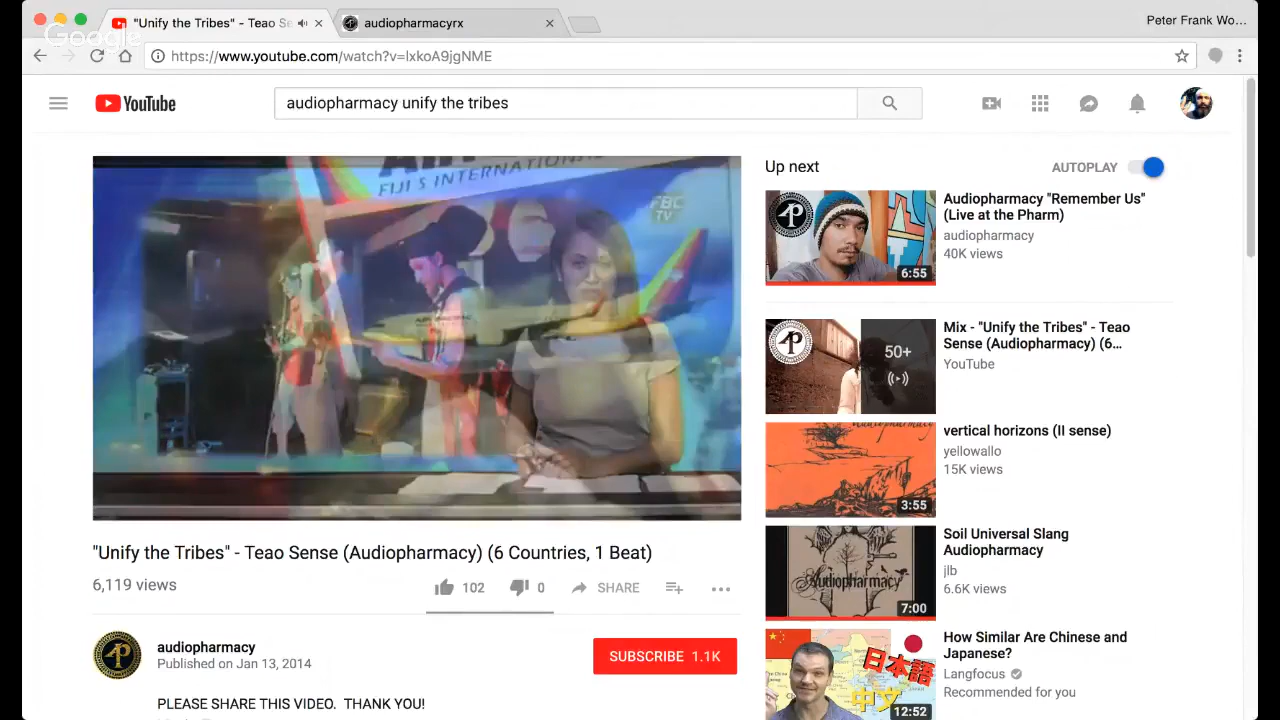 "Unify the Tribes" - Teao Se
audiopharmacyrx
Peter Frank Wo...
Google
https://www.youtube.com/watch?v=lxkoA9jgNME
YouTube
audiopharmacy unify the tribes
FIJI'S INTERNATIONAL
FBC
TV
Up next
AUTOPLAY
6:55
Audiopharmacy "Remember Us"
(Live at the Pharm)
audiopharmacy
40K views
50+
Mix - "Unify the Tribes" - Teao
Sense (Audiopharmacy) (6...
YouTube
audiopharmacy
3:55
vertical horizons (II sense)
yellowallo
15K views
Audiopharmacy
7:00
Soil Universal Slang
Audiopharmacy
jlb
6.6K views
日本語
中文
12:52
How Similar Are Chinese and
Japanese?
Langfocus
Recommended for you
"Unify the Tribes" - Teao Sense (Audiopharmacy) (6 Countries, 1 Beat)
6,119 views
102
0
SHARE
audiopharmacy
Published on Jan 13, 2014
SUBSCRIBE 1.1K
PLEASE SHARE THIS VIDEO. THANK YOU!